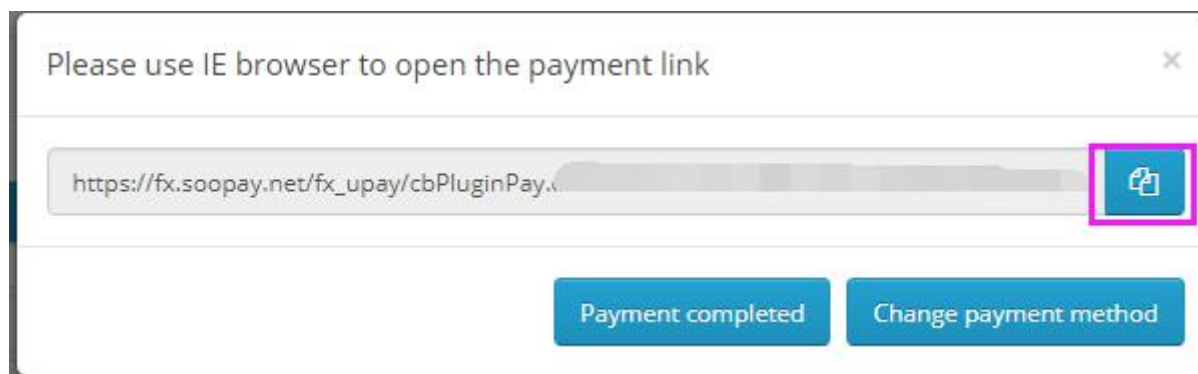 Please use IE browser to open the payment link
https://fx.soopay.net/fx_upay/cbPluginPay.
Payment completed
Change payment method